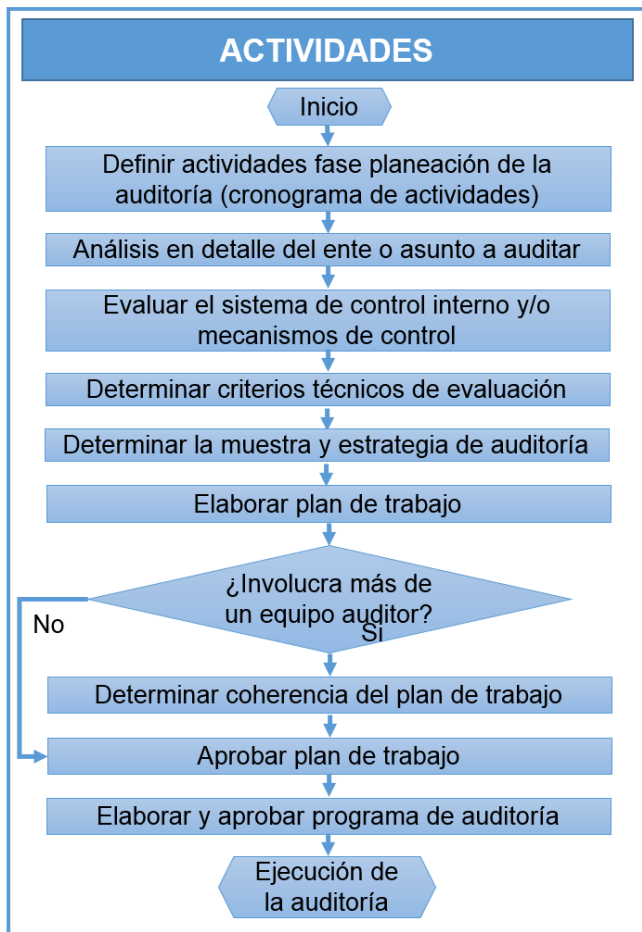 ACTIVIDADES
Inicio
Definir actividades fase planeación de la
auditoría (cronograma de actividades)
Análisis en detalle del ente o asunto a auditar
Evaluar el sistema de control interno y/o
mecanismos de control
Determinar criterios técnicos de evaluación
Determinar la muestra y estrategia de auditoría
Elaborar plan de trabajo
¿Involucra más de
un equipo auditor?
No
Si
Determinar coherencia del plan de trabajo
Aprobar plan de trabajo
Elaborar y aprobar programa de auditoría
Ejecución de
la auditoría